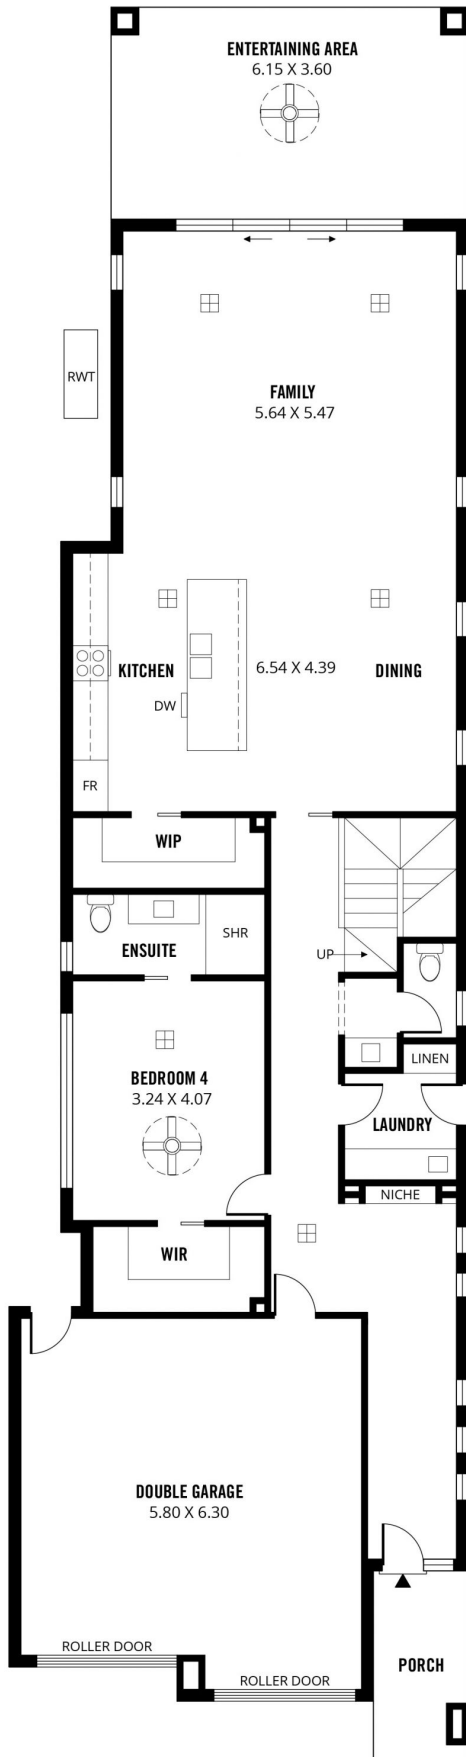 ENTERTAINING AREA
6.15 X 3.60
RWT
FAMILY
5.64 X 5.47
KITCHEN
6.54 X 4.39
DINING
DW
FR
WIP
ENSUITE
SHR
UP
LINEN
BEDROOM 4
3.24 X 4.07
LAUNDRY
NICHE
WIR
DOUBLE GARAGE
5.80 X 6.30
ROLLER DOOR
ROLLER DOOR
PORCH